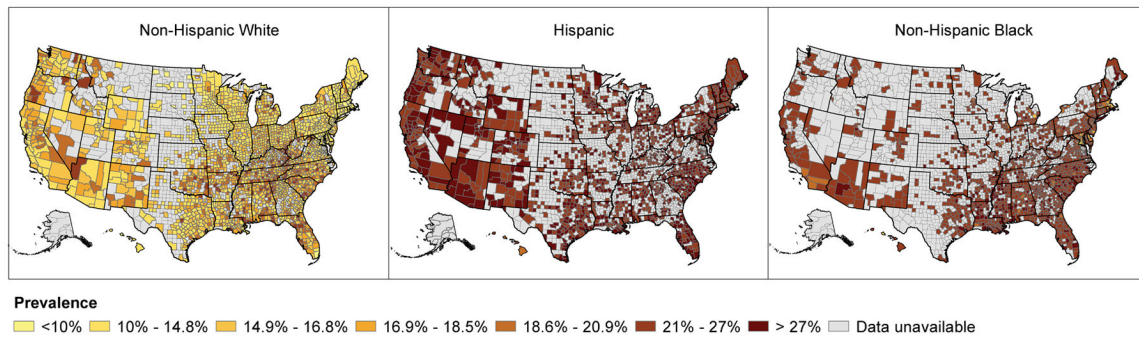 Non-Hispanic White
Hispanic
Non-Hispanic Black
Prevalence
<10% 10% - 14.8% 14.9% - 16.8% 16.9% - 18.5% 18.6% - 20.9% 21% - 27% > 27% Data unavailable